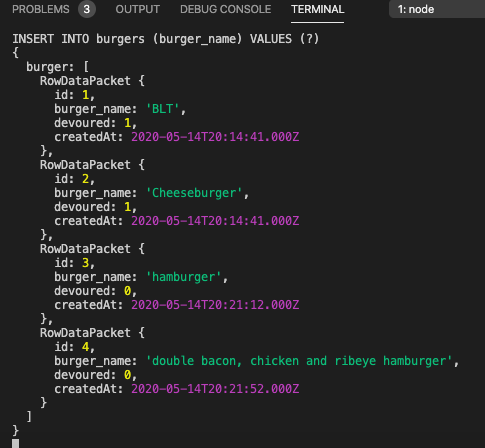 PROBLEMS 3 OUTPUT DEBUG CONSOLE TERMINAL 1: node
INSERT INTO burgers (burger_name) VALUES (?)
{
  burger: [
    RowDataPacket {
      id: 1,
      burger_name: 'BLT',
      devoured: 1,
      createdAt: 2020-05-14T20:14:41.000Z
    },
    RowDataPacket {
      id: 2,
      burger_name: 'Cheeseburger',
      devoured: 1,
      createdAt: 2020-05-14T20:14:41.000Z
    },
    RowDataPacket {
      id: 3,
      burger_name: 'hamburger',
      devoured: 0,
      createdAt: 2020-05-14T20:21:12.000Z
    },
    RowDataPacket {
      id: 4,
      burger_name: 'double bacon, chicken and ribeye hamburger',
      devoured: 0,
      createdAt: 2020-05-14T20:21:52.000Z
    }
  ]
}